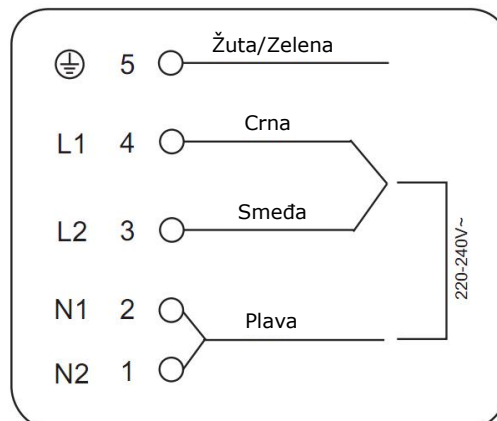 5 Žuta/Zelena
L1 4 Crna
L2 3 Smeđa
220-240V~
N1 2
Plava
N2 1